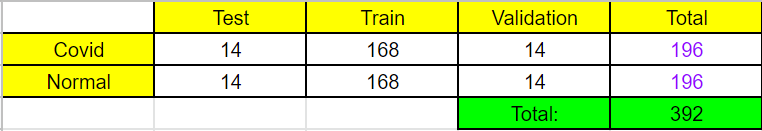 Test Train Validation Total
Covid 14 168 14 196
Normal 14 168 14 196
Total: 392